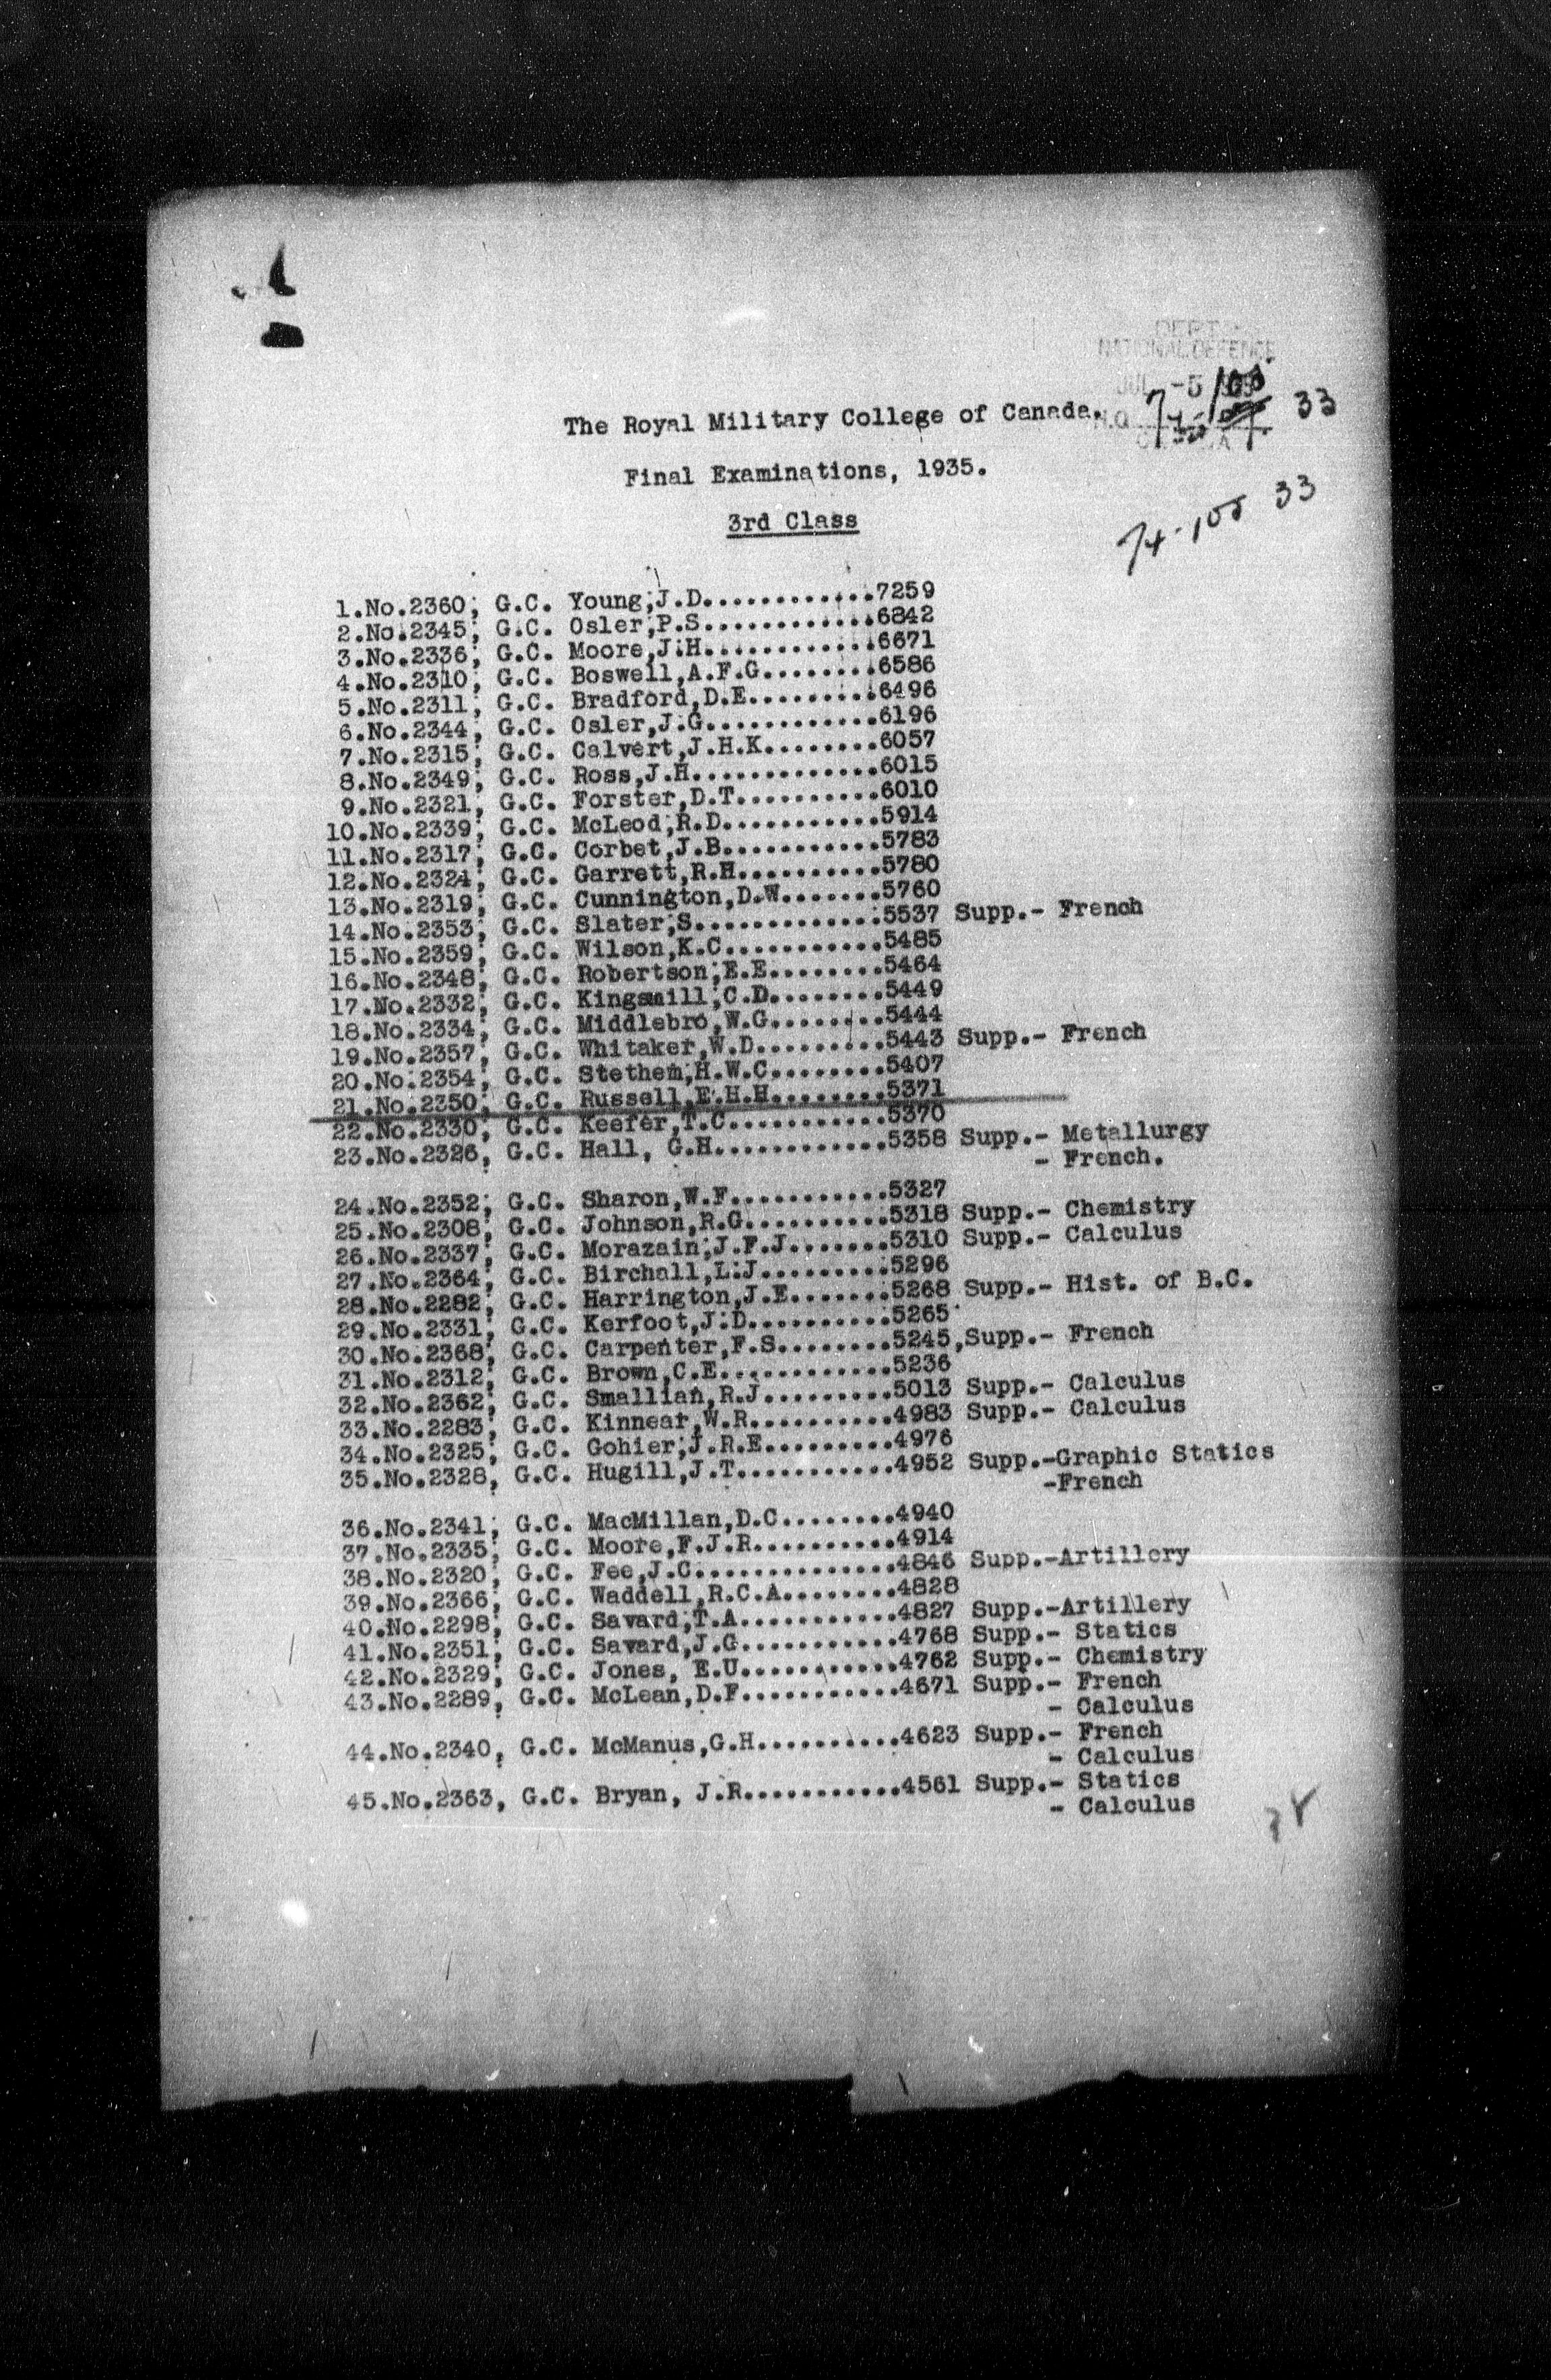 DEPT.
NATIONAL DEFENCE
JUL -5
H.Q.
33
The Royal Military College of Canada.
Final Examinations, 1935.
3rd Class
74-105 33
1.No.2360, G.C. Young,J.D............7259
2.No.2345, G.C. Osler,P.S............6842
3.No.2336, G.C. Moore,J.H............6671
4.No.2310, G.C. Boswell,A.F.G........6586
5.No.2311, G.C. Bradford,D.E.........6496
6.No.2344, G.C. Osler,J.G............6196
7.No.2315, G.C. Calvert,J.H.K........6057
8.No.2349, G.C. Ross,J.H.............6015
9.No.2321, G.C. Forster,D.T..........6010
10.No.2339, G.C. McLeod,R.D...........5914
11.No.2317, G.C. Corbet,J.B...........5783
12.No.2324, G.C. Garrett,R.H..........5780
13.No.2319, G.C. Cunnington,D.W.......5760
14.No.2353, G.C. Slater,S.............5537 Supp.- French
15.No.2359, G.C. Wilson,K.C...........5485
16.No.2348, G.C. Robertson,E.E........5464
17.No.2332, G.C. Kingsmill,C.D........5449
18.No.2334, G.C. Middlebro,W.G........5444
19.No.2357, G.C. Whitaker,W.D.........5443 Supp.- French
20.No.2354, G.C. Stethem,H.W.C........5407
21.No.2350, G.C. Russell,E.H.H........5371
22.No.2330, G.C. Keefer,T.C...........5370
23.No.2326, G.C. Hall, G.H............5358 Supp.- Metallurgy
- French.
24.No.2352, G.C. Sharon,W.F...........5327
25.No.2308, G.C. Johnson,R.G..........5318 Supp.- Chemistry
26.No.2337, G.C. Morazain,J.F.J.......5310 Supp.- Calculus
27.No.2364, G.C. Birchall,L.J.........5296
28.No.2282, G.C. Harrington,J.E.......5268 Supp.- Hist. of B.C.
29.No.2331, G.C. Kerfoot,J.D..........5265
30.No.2368, G.C. Carpenter,F.S........5245,Supp.- French
31.No.2312, G.C. Brown,C.E............5236
32.No.2362, G.C. Smallian,R.J.........5013 Supp.- Calculus
33.No.2283, G.C. Kinnear,W.R..........4983 Supp.- Calculus
34.No.2325, G.C. Gohier,J.R.E.........4976
35.No.2328, G.C. Hugill,J.T...........4952 Supp.-Graphic Statics
-French
36.No.2341, G.C. MacMillan,D.C........4940
37.No.2335, G.C. Moore,F.J.R..........4914
38.No.2320, G.C. Fee,J.C..............4846 Supp.-Artillery
39.No.2366, G.C. Waddell,R.C.A........4828
40.No.2298, G.C. Savard,T.A...........4827 Supp.-Artillery
41.No.2351, G.C. Savard,J.G...........4768 Supp.- Statics
42.No.2329, G.C. Jones, E.U...........4762 Supp.- Chemistry
43.No.2289, G.C. McLean,D.F...........4671 Supp.- French
- Calculus
44.No.2340, G.C. McManus,G.H..........4623 Supp.- French
- Calculus
45.No.2363, G.C. Bryan, J.R...........4561 Supp.- Statics
- Calculus